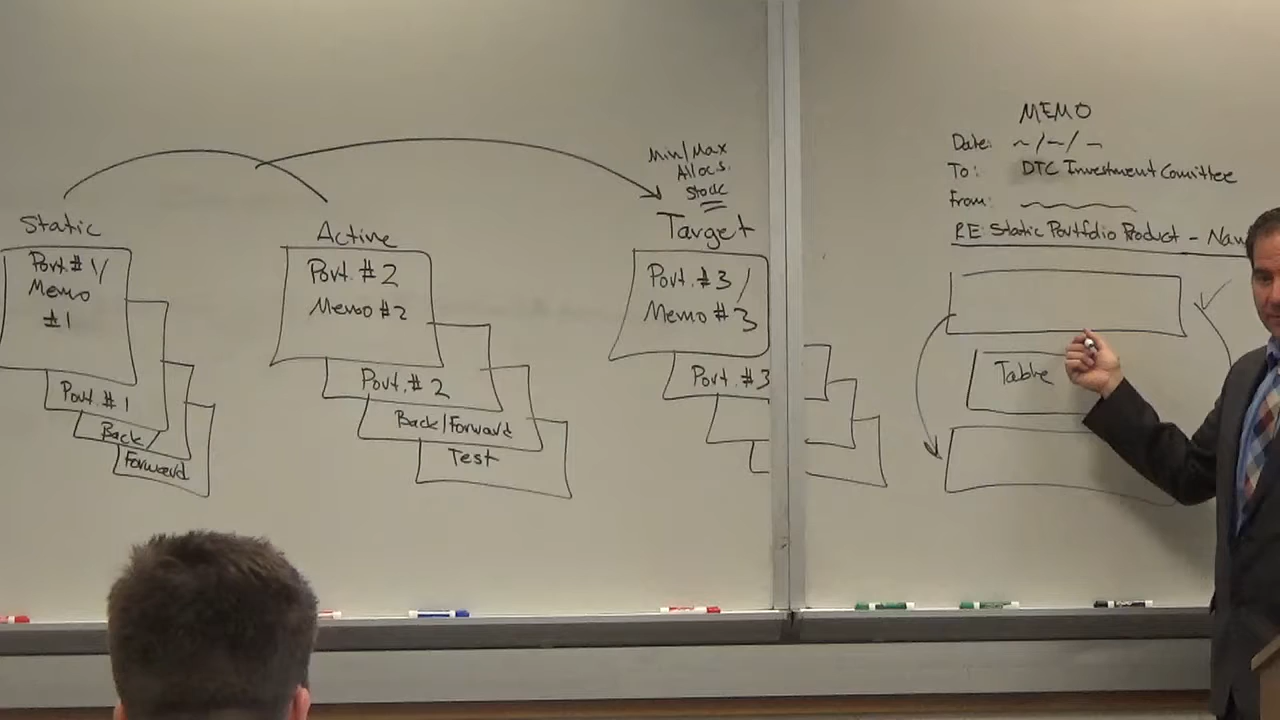 Static
Port. #1/
Memo
#1
Port. #1
Back
Forward
Active
Port. #2
Memo #2
Port. #2
Back/Forward
Test
Min/Max
Allocs.
Stock
Target
Port. #3/
Memo #3
Port. #3
MEMO
Date: ~/~/~
To: DTC Investment Comittee
From:
RE: Static Portfolio Product - Nam
Table